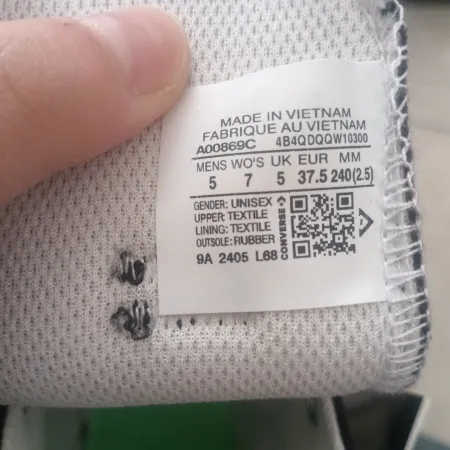 MADE IN VIETNAM
FABRIQUE AU VIETNAM
A00869C 4B4QDQQW10300
MENS WO'S UK EUR MM
5 7 5 37.5 240(2.5)
GENDER: UNISEX
UPPER: TEXTILE
LINING: TEXTILE
OUTSOLE: RUBBER
CONVERSE
9A 2405 L68